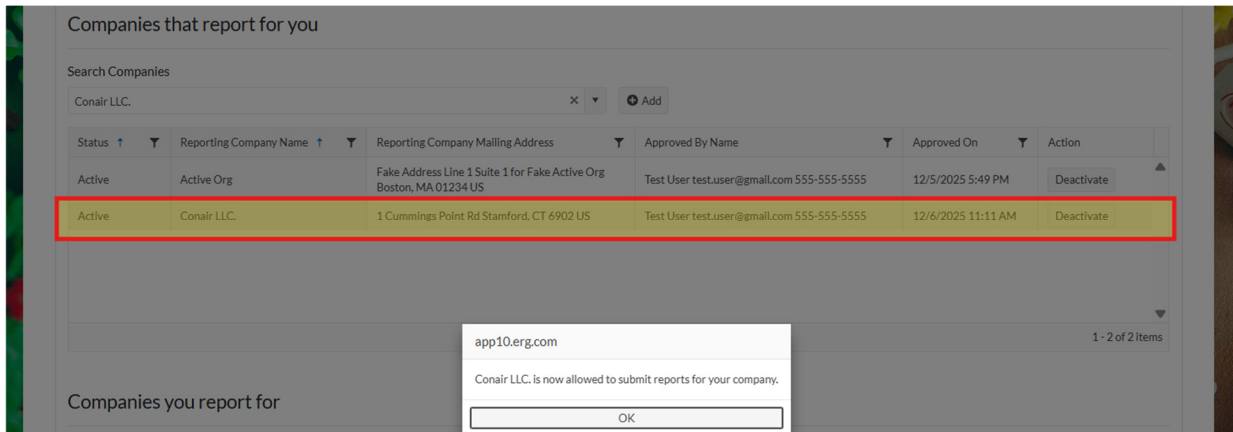 Companies that report for you
Search Companies
Conair LLC.
Add
Status Reporting Company Name Reporting Company Mailing Address Approved By Name Approved On Action
Active Active Org Fake Address Line 1 Suite 1 for Fake Active Org Test User test.user@gmail.com 555-555-5555 12/5/2025 5:49 PM Deactivate
Boston, MA 01234 US
Active Conair LLC. 1 Cummings Point Rd Stamford, CT 6902 US Test User test.user@gmail.com 555-555-5555 12/6/2025 11:11 AM Deactivate
1 - 2 of 2 items
app10.erg.com
Conair LLC. is now allowed to submit reports for your company.
OK
Companies you report for